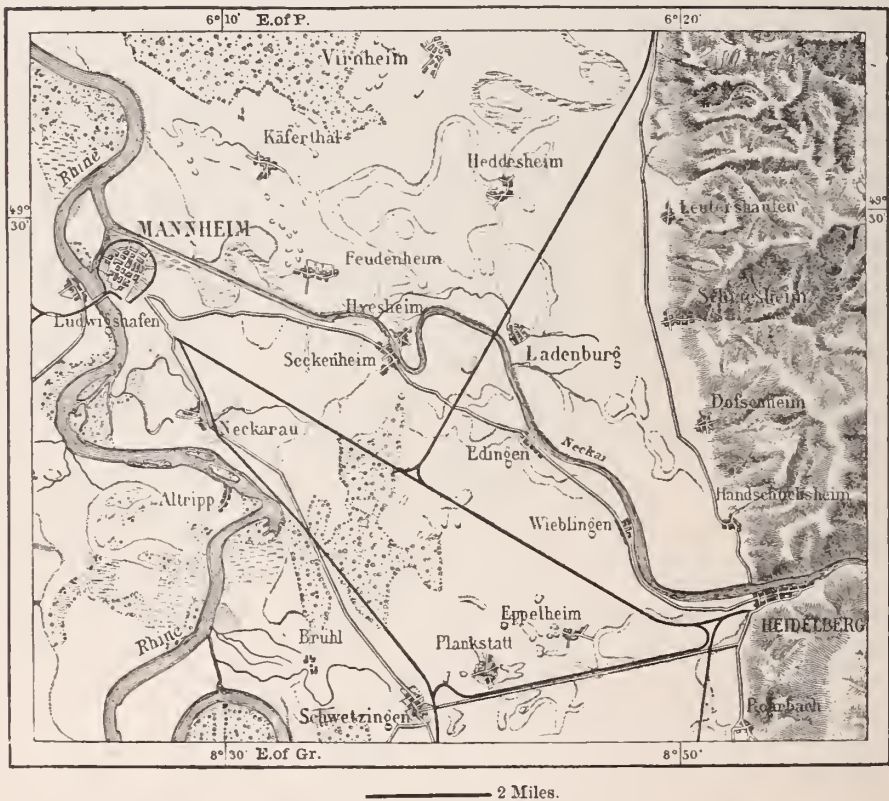 6° 10' E. of P.
6° 20'
Virnheim
Käferthal
Heddesheim
Rhine
49°
30'
49°
30'
Leutershausen
MANNHEIM
Feudenheim
Ilvesheim
Schriesheim
Ludwigshafen
Seckenheim
Ladenburg
Dossenheim
Neckarau
Edingen
Neckar
Altripp
Handschuchsheim
Wieblingen
Eppelheim
HEIDELBERG
Rhine
Brühl
Plankstatt
Schwetzingen
Rohrbach
8° 30' E. of Gr.
8° 50'
2 Miles.